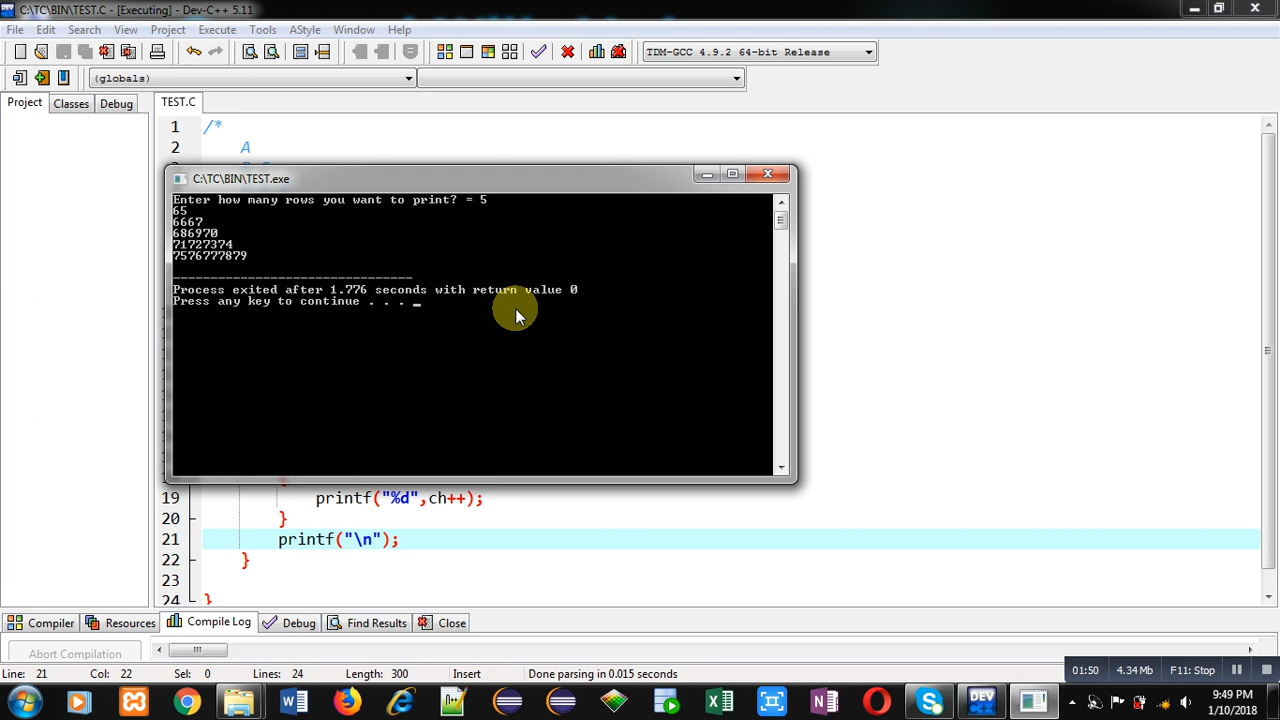 C:\TC\BIN\TEST.C - [Executing] - Dev-C++ 5.11
File Edit Search View Project Execute Tools AStyle Window Help
TDM-GCC 4.9.2 64-bit Release
(globals)
Project Classes Debug
TEST.C
1 /*
2 A
C:\TC\BIN\TEST.exe
Enter how many rows you want to print? = 5
65
6667
686970
71727374
7576777879
--------------------------------
Process exited after 1.776 seconds with return value 0
Press any key to continue . . . _
19 printf("%d",ch++);
20 }
21 printf("\n");
22 }
23
24 }
Compiler Resources Compile Log Debug Find Results Close
Abort Compilation
Line: 21 Col: 22 Sel: 0 Lines: 24 Length: 300 Insert Done parsing in 0.015 seconds
01:50 4.34 Mb F11: Stop
9:49 PM
1/10/2018